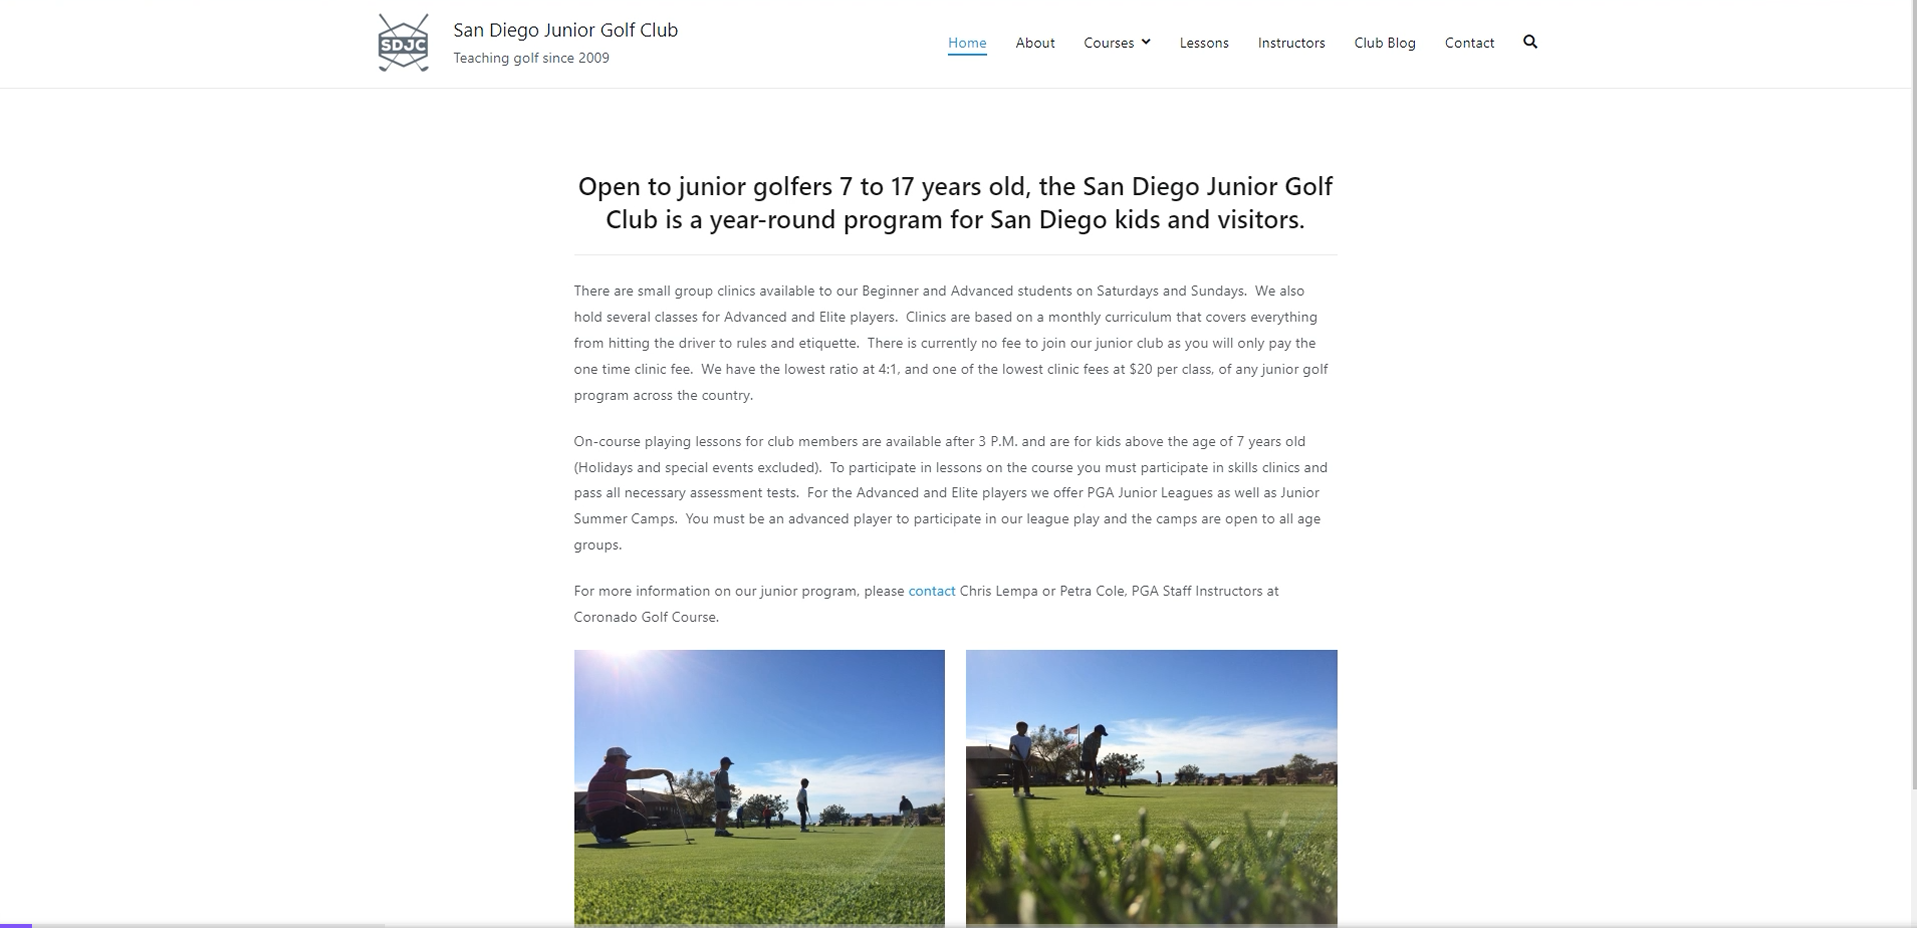 SDJC
San Diego Junior Golf Club
Teaching golf since 2009
Home About Courses Lessons Instructors Club Blog Contact
Open to junior golfers 7 to 17 years old, the San Diego Junior Golf
Club is a year-round program for San Diego kids and visitors.
There are small group clinics available to our Beginner and Advanced students on Saturdays and Sundays. We also
hold several classes for Advanced and Elite players. Clinics are based on a monthly curriculum that covers everything
from hitting the driver to rules and etiquette. There is currently no fee to join our junior club as you will only pay the
one time clinic fee. We have the lowest ratio at 4:1, and one of the lowest clinic fees at $20 per class, of any junior golf
program across the country.
On-course playing lessons for club members are available after 3 P.M. and are for kids above the age of 7 years old
(Holidays and special events excluded). To participate in lessons on the course you must participate in skills clinics and
pass all necessary assessment tests. For the Advanced and Elite players we offer PGA Junior Leagues as well as Junior
Summer Camps. You must be an advanced player to participate in our league play and the camps are open to all age
groups.
For more information on our junior program, please contact Chris Lempa or Petra Cole, PGA Staff Instructors at
Coronado Golf Course.